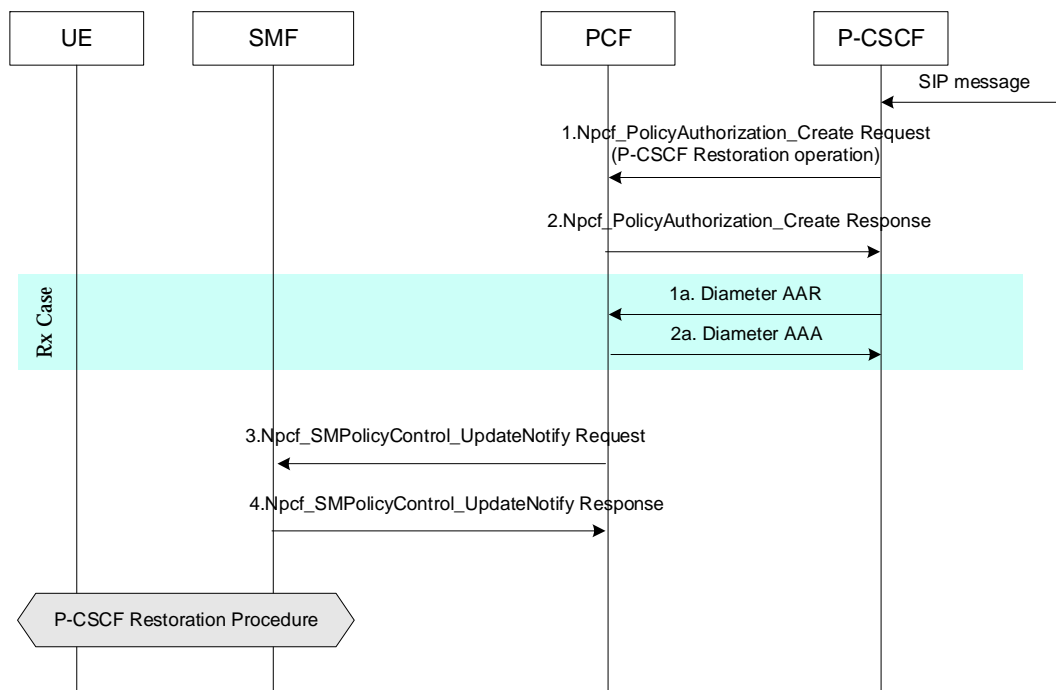 UE
SMF
PCF
P-CSCF
SIP message
1.Npcf_PolicyAuthorization_Create Request
(P-CSCF Restoration operation)
2.Npcf_PolicyAuthorization_Create Response
Rx Case
1a. Diameter AAR
2a. Diameter AAA
3.Npcf_SMPolicyControl_UpdateNotify Request
4.Npcf_SMPolicyControl_UpdateNotify Response
P-CSCF Restoration Procedure